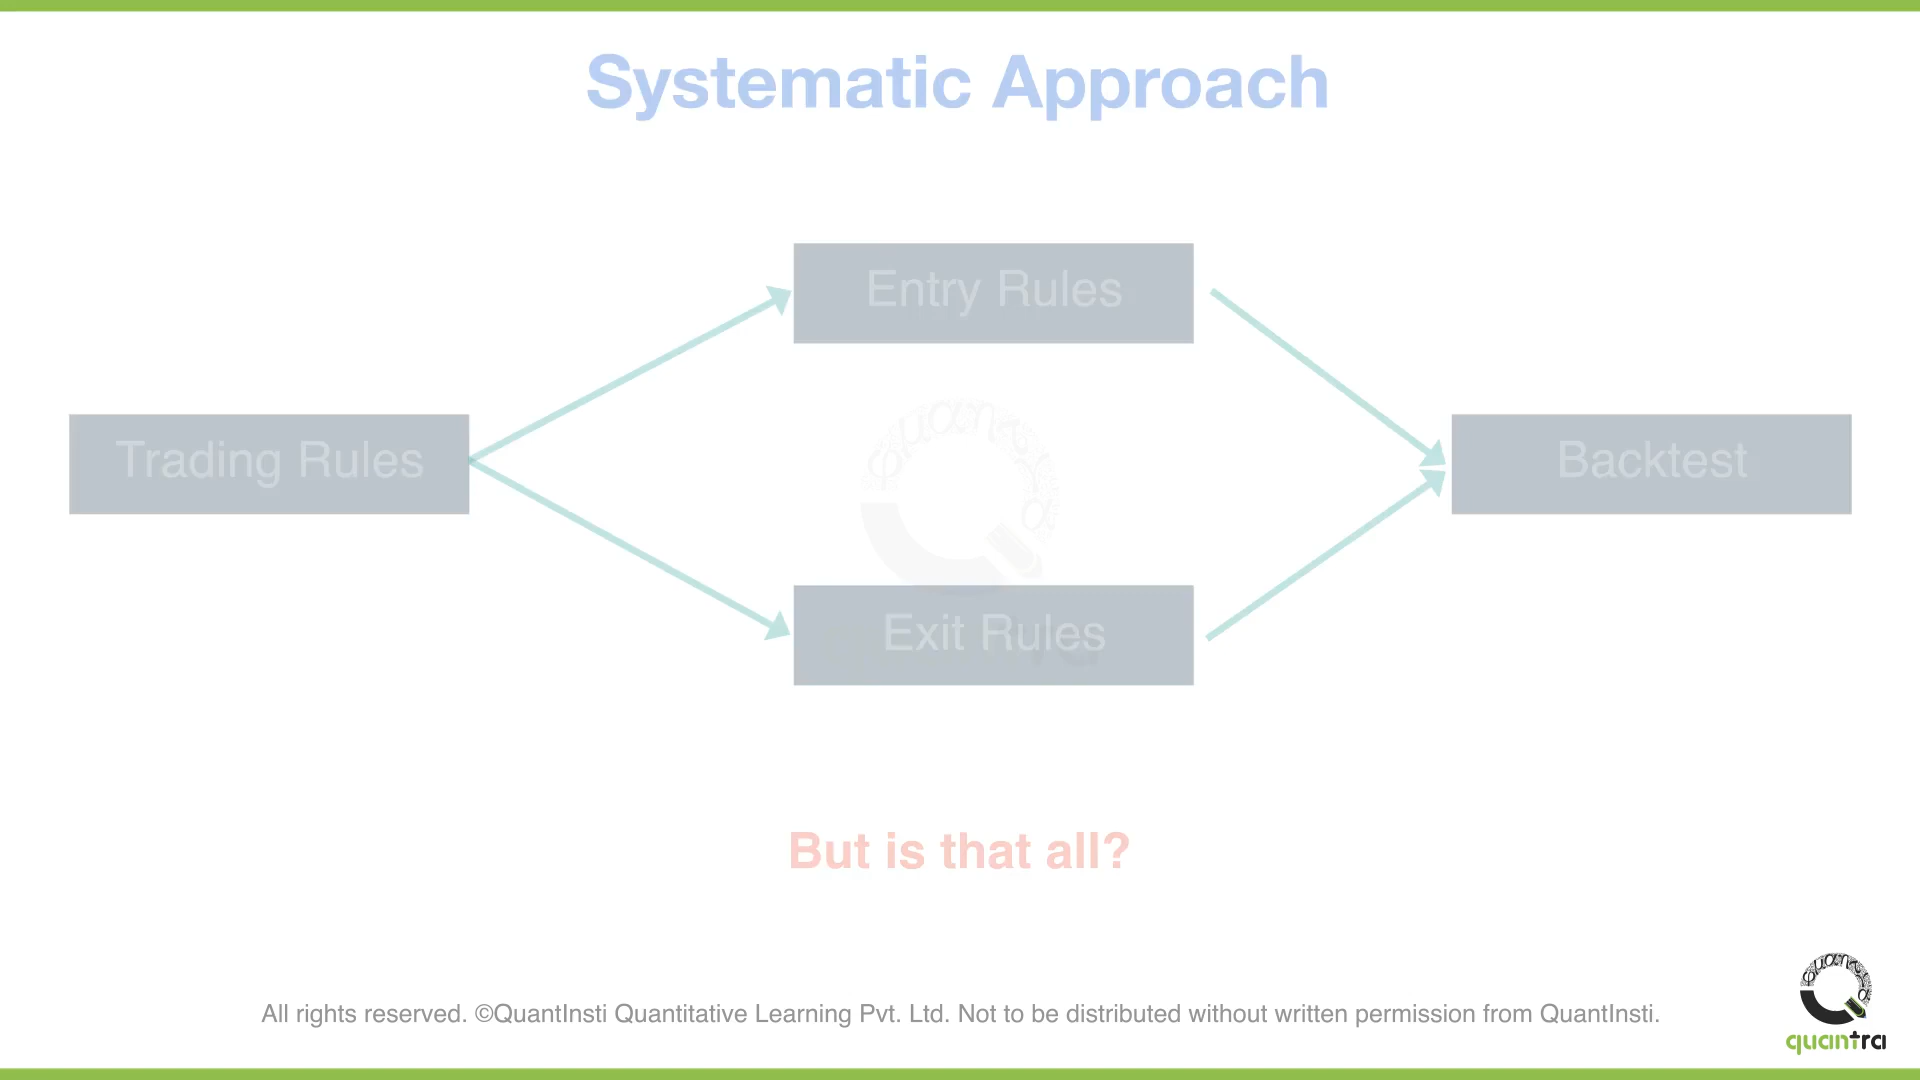 Systematic Approach
Entry Rules
Trading Rules
Backtest
Exit Rules
But is that all?
All rights reserved. ©QuantInsti Quantitative Learning Pvt. Ltd. Not to be distributed without written permission from QuantInsti.
quantra